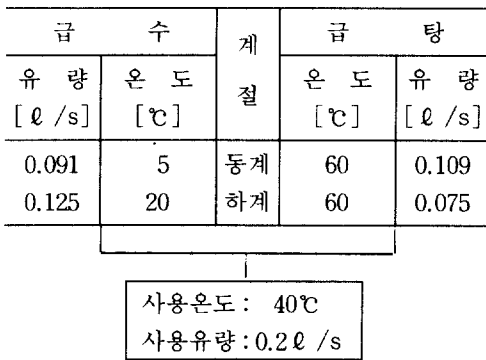 급 수 계절 급 탕
유 량 [ℓ/s] 온 도 [℃] 온 도 [℃] 유 량 [ℓ/s]
0.091 5 동계 60 0.109
0.125 20 하계 60 0.075
사용온도 : 40℃
사용유량 : 0.2ℓ/s